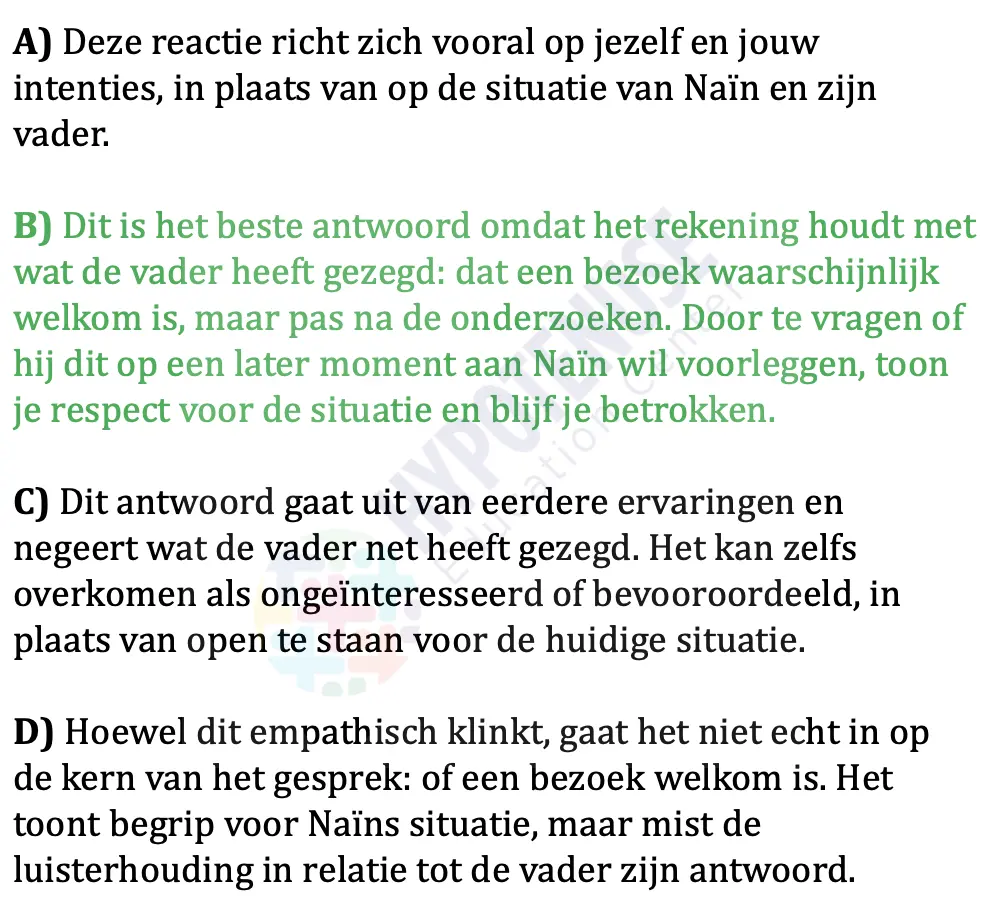 A) Deze reactie richt zich vooral op jezelf en jouw
intenties, in plaats van op de situatie van Naïn en zijn
vader.
B) Dit is het beste antwoord omdat het rekening houdt met
wat de vader heeft gezegd: dat een bezoek waarschijnlijk
welkom is, maar pas na de onderzoeken. Door te vragen of
hij dit op een later moment aan Naïn wil voorleggen, toon
je respect voor de situatie en blijf je betrokken.
C) Dit antwoord gaat uit van eerdere ervaringen en
negeert wat de vader net heeft gezegd. Het kan zelfs
overkomen als ongeïnteresseerd of bevooroordeeld, in
plaats van open te staan voor de huidige situatie.
D) Hoewel dit empathisch klinkt, gaat het niet echt in op
de kern van het gesprek: of een bezoek welkom is. Het
toont begrip voor Naïns situatie, maar mist de
luisterhouding in relatie tot de vader zijn antwoord.
HYPOTENUSE
Education Center